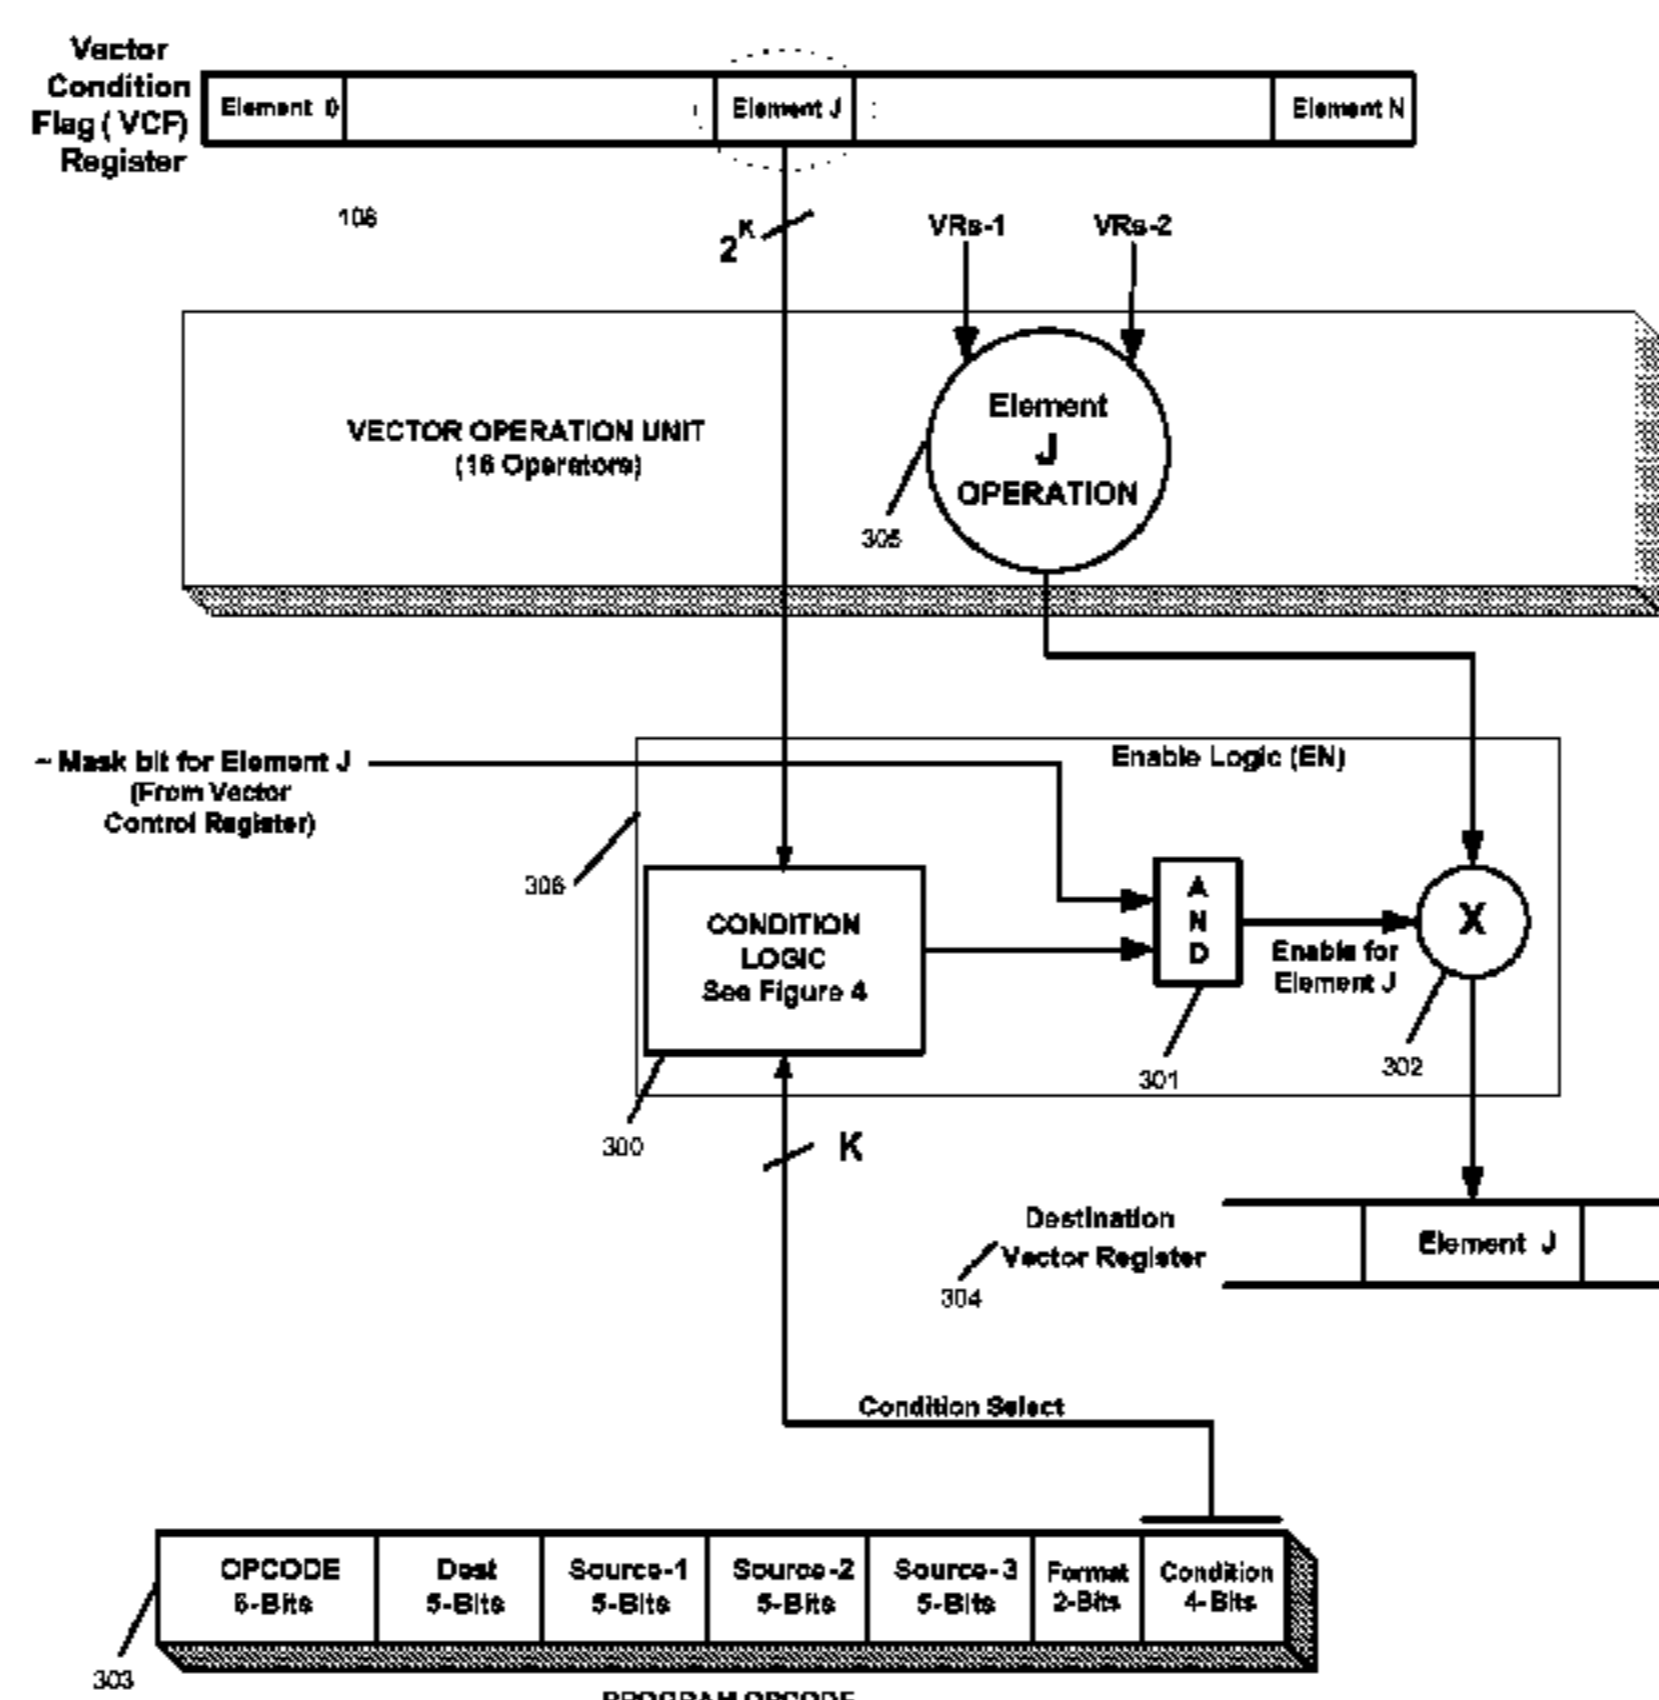 Vector
Condition
Flag ( VCF)
Register
Element 0
Element J
Element N
108
2^K
VRs-1
VRs-2
VECTOR OPERATION UNIT
(16 Operators)
Element
J
OPERATION
305
~ Mask bit for Element J
(From Vector
Control Register)
Enable Logic (EN)
306
CONDITION
LOGIC
See Figure 4
A
N
D
Enable for
Element J
X
300
301
302
K
Destination
Vector Register
304
Element J
Condition Select
OPCODE
6-Bits
Dest
5-Bits
Source-1
5-Bits
Source-2
5-Bits
Source-3
5-Bits
Format
2-Bits
Condition
4-Bits
303
PROGRAM OPCODE